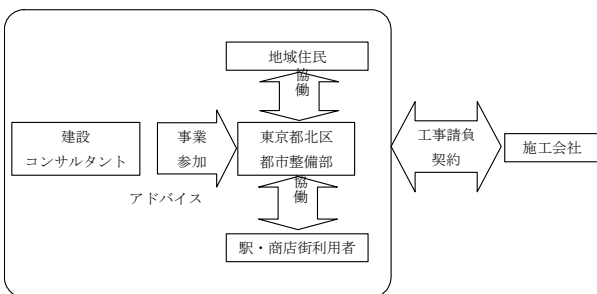 地域住民
協
働
建設
コンサルタント
事業
参加
アドバイス
東京都北区
都市整備部
協
働
駅・商店街利用者
工事請負
契約
施工会社